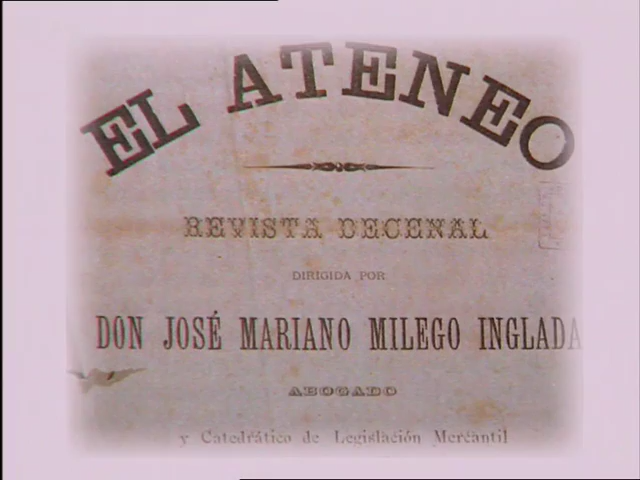 EL ATENEO
REVISTA DECENAL
DIRIGIDA POR
DON JOSÉ MARIANO MILEGO INGLADA
ABOGADO
y Catedrático de Legislación Mercantil